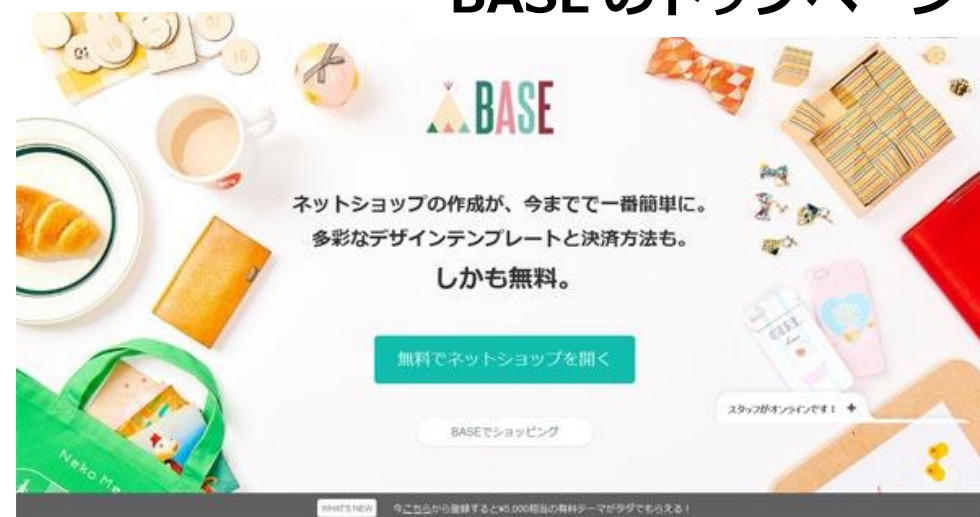 BASE のトップページ
BASE
ネットショップの作成が、今までで一番簡単に。
多彩なデザインテンプレートと決済方法も。
しかも無料。
無料でネットショップを開く
スタッフがオンラインです! +
BASEでショッピング
Neko Me
WHAT'S NEW 今こちらから登録すると¥5,000相当の有料テーマがタダでもらえる!